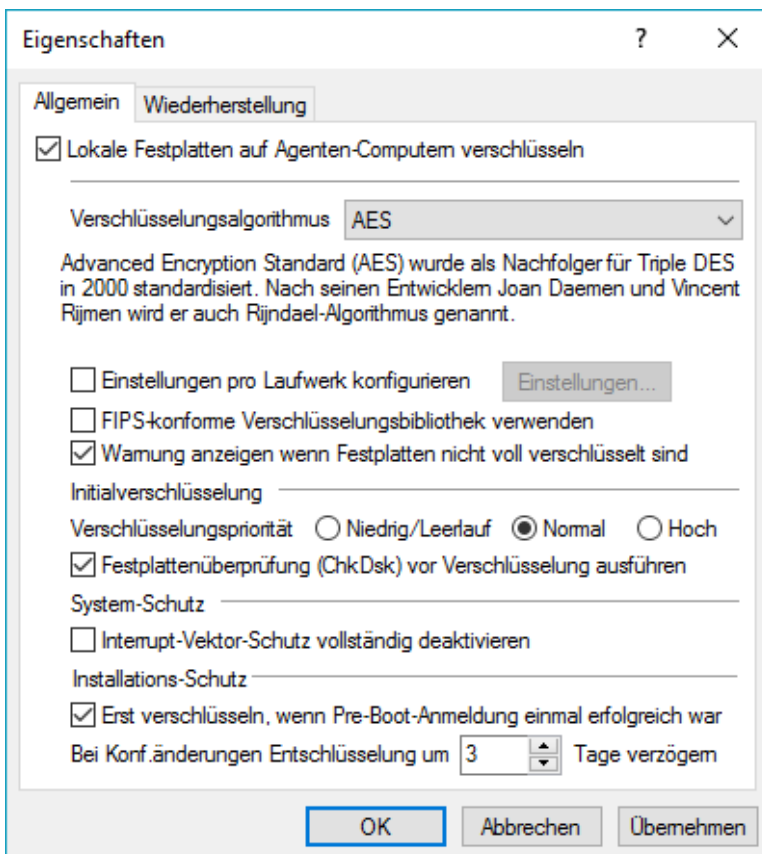 Eigenschaften ?
Allgemein Wiederherstellung
Lokale Festplatten auf Agenten-Computern verschlüsseln
Verschlüsselungsalgorithmus AES
Advanced Encryption Standard (AES) wurde als Nachfolger für Triple DES
in 2000 standardisiert. Nach seinen Entwicklern Joan Daemen und Vincent
Rijmen wird er auch Rijndael-Algorithmus genannt.
Einstellungen pro Laufwerk konfigurieren Einstellungen...
FIPS-konforme Verschlüsselungsbibliothek verwenden
Warnung anzeigen wenn Festplatten nicht voll verschlüsselt sind
Initialverschlüsselung
Verschlüsselungspriorität Niedrig/Leerlauf Normal Hoch
Festplattenüberprüfung (ChkDsk) vor Verschlüsselung ausführen
System-Schutz
Interrupt-Vektor-Schutz vollständig deaktivieren
Installations-Schutz
Erst verschlüsseln, wenn Pre-Boot-Anmeldung einmal erfolgreich war
Bei Konf.änderungen Entschlüsselung um 3 Tage verzögern
OK Abbrechen Übernehmen